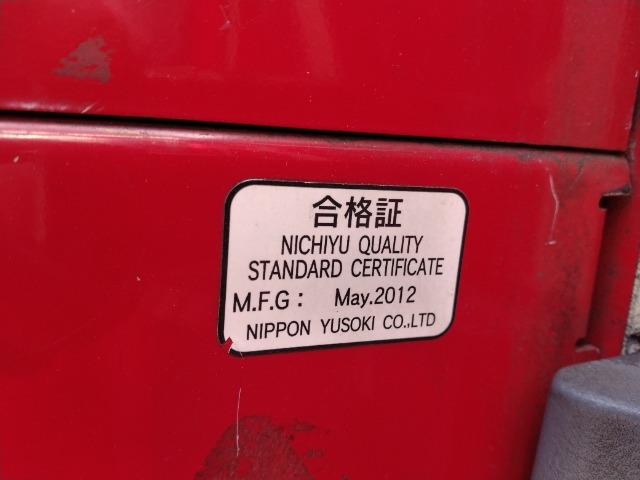 合格証
NICHIYU QUALITY
STANDARD CERTIFICATE
M.F.G : May.2012
NIPPON YUSOKI CO.,LTD